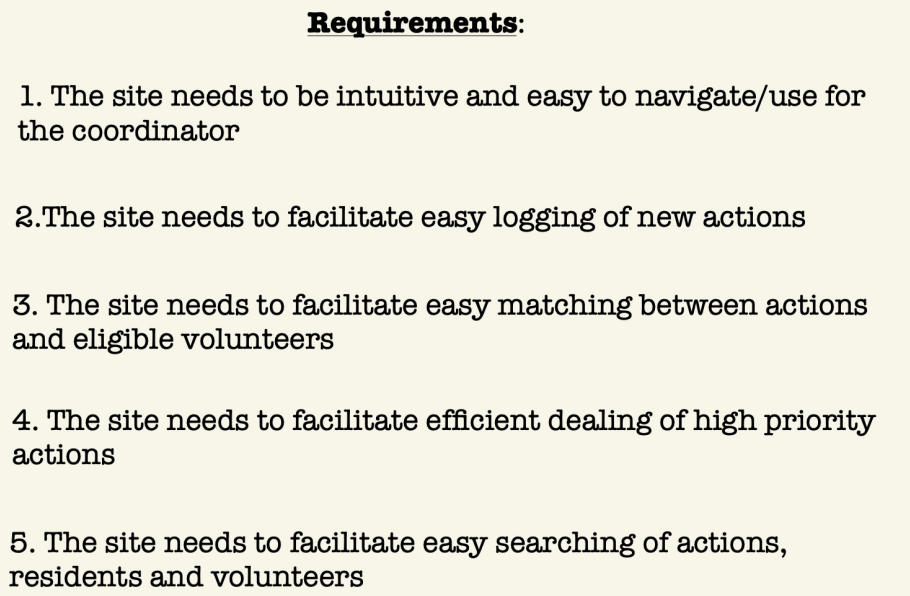 Requirements:
1. The site needs to be intuitive and easy to navigate/use for
the coordinator
2.The site needs to facilitate easy logging of new actions
3. The site needs to facilitate easy matching between actions
and eligible volunteers
4. The site needs to facilitate efficient dealing of high priority
actions
5. The site needs to facilitate easy searching of actions,
residents and volunteers